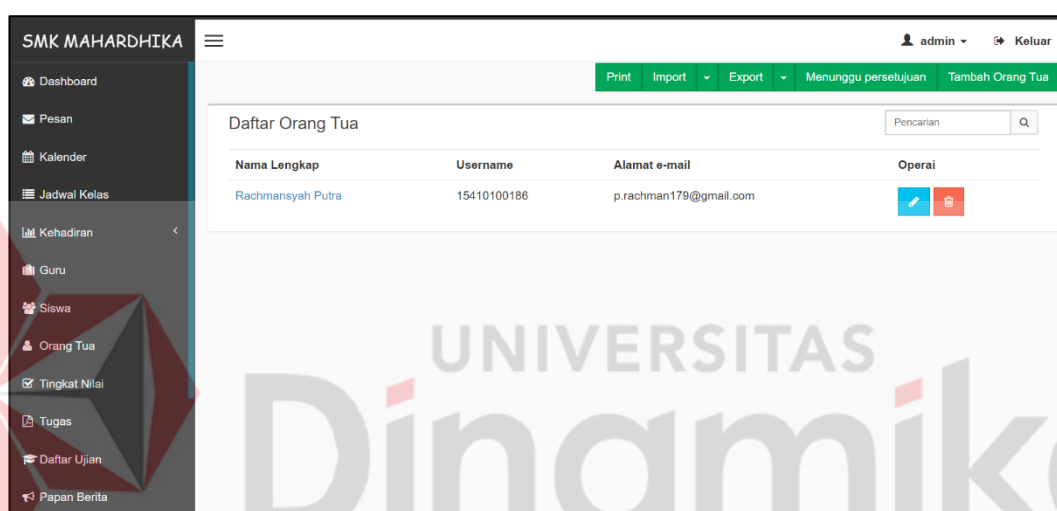 SMK MAHARDHIKA
admin
Keluar
Print Import Export Menunggu persetujuan Tambah Orang Tua
Dashboard
Pesan
Kalender
Jadwal Kelas
Kehadiran
Guru
Siswa
Orang Tua
Tingkat Nilai
Tugas
Daftar Ujian
Papan Berita
Daftar Orang Tua
Pencarian
Nama Lengkap Username Alamat e-mail Operai
Rachmansyah Putra 15410100186 p.rachman179@gmail.com
UNIVERSITAS
Dinamik